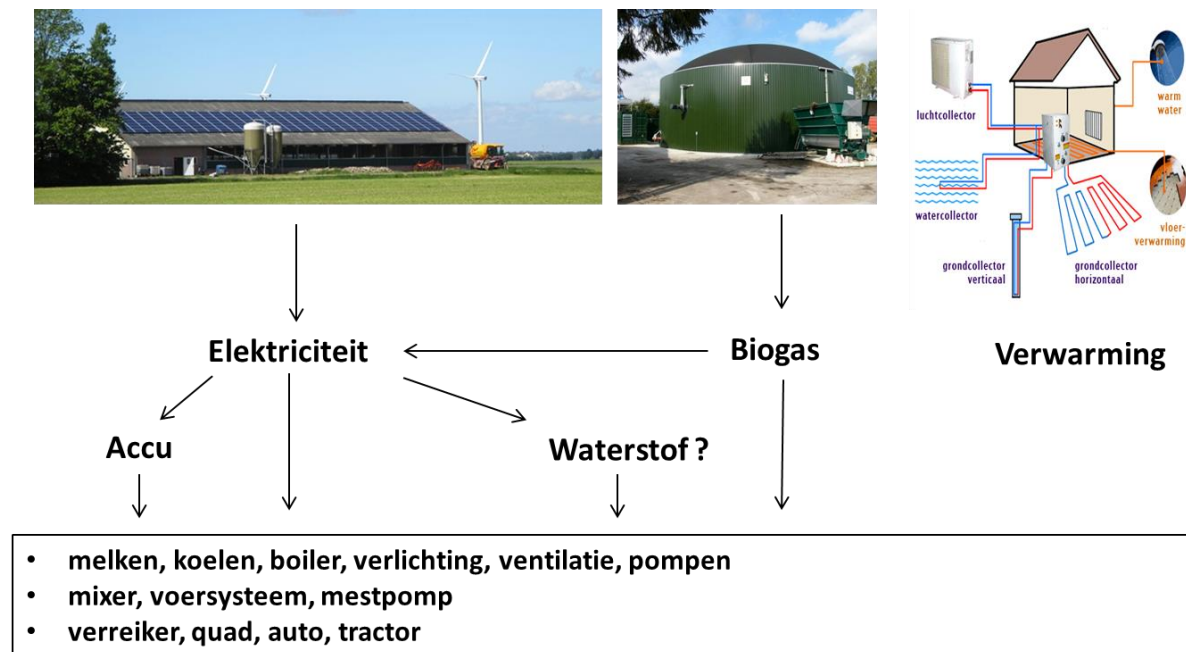 luchtcollector
warm
water
watercollector
vloer-
verwarming
grondcollector
verticaal
grondcollector
horizontaal
Elektriciteit
Biogas
Verwarming
Accu
Waterstof ?
• melken, koelen, boiler, verlichting, ventilatie, pompen
• mixer, voersysteem, mestpomp
• verreiker, quad, auto, tractor